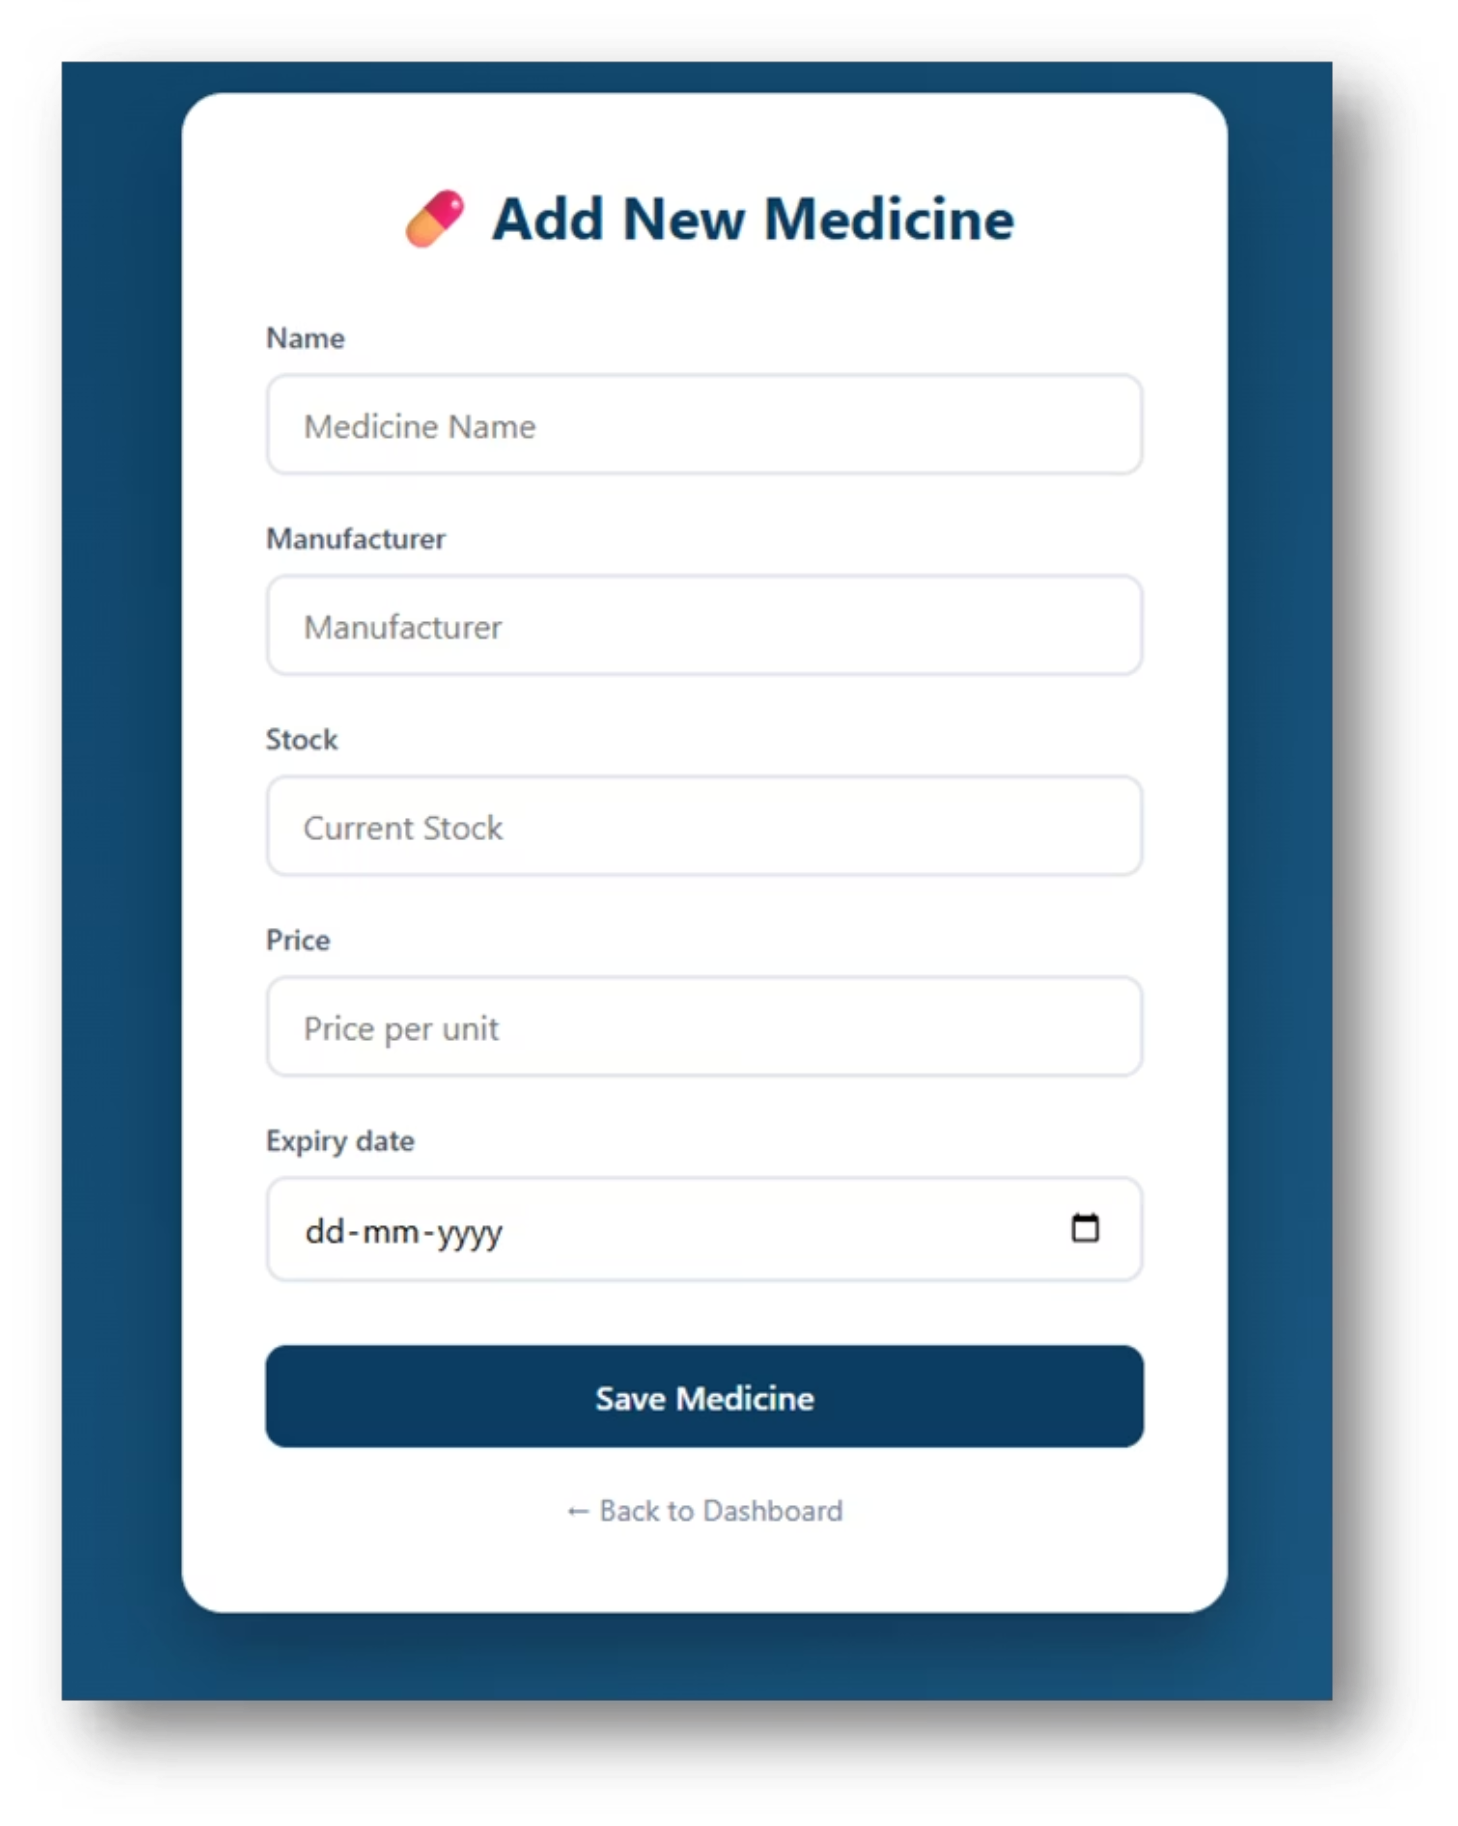 Add New Medicine
Name
Medicine Name
Manufacturer
Manufacturer
Stock
Current Stock
Price
Price per unit
Expiry date
dd-mm-yyyy
Save Medicine
← Back to Dashboard